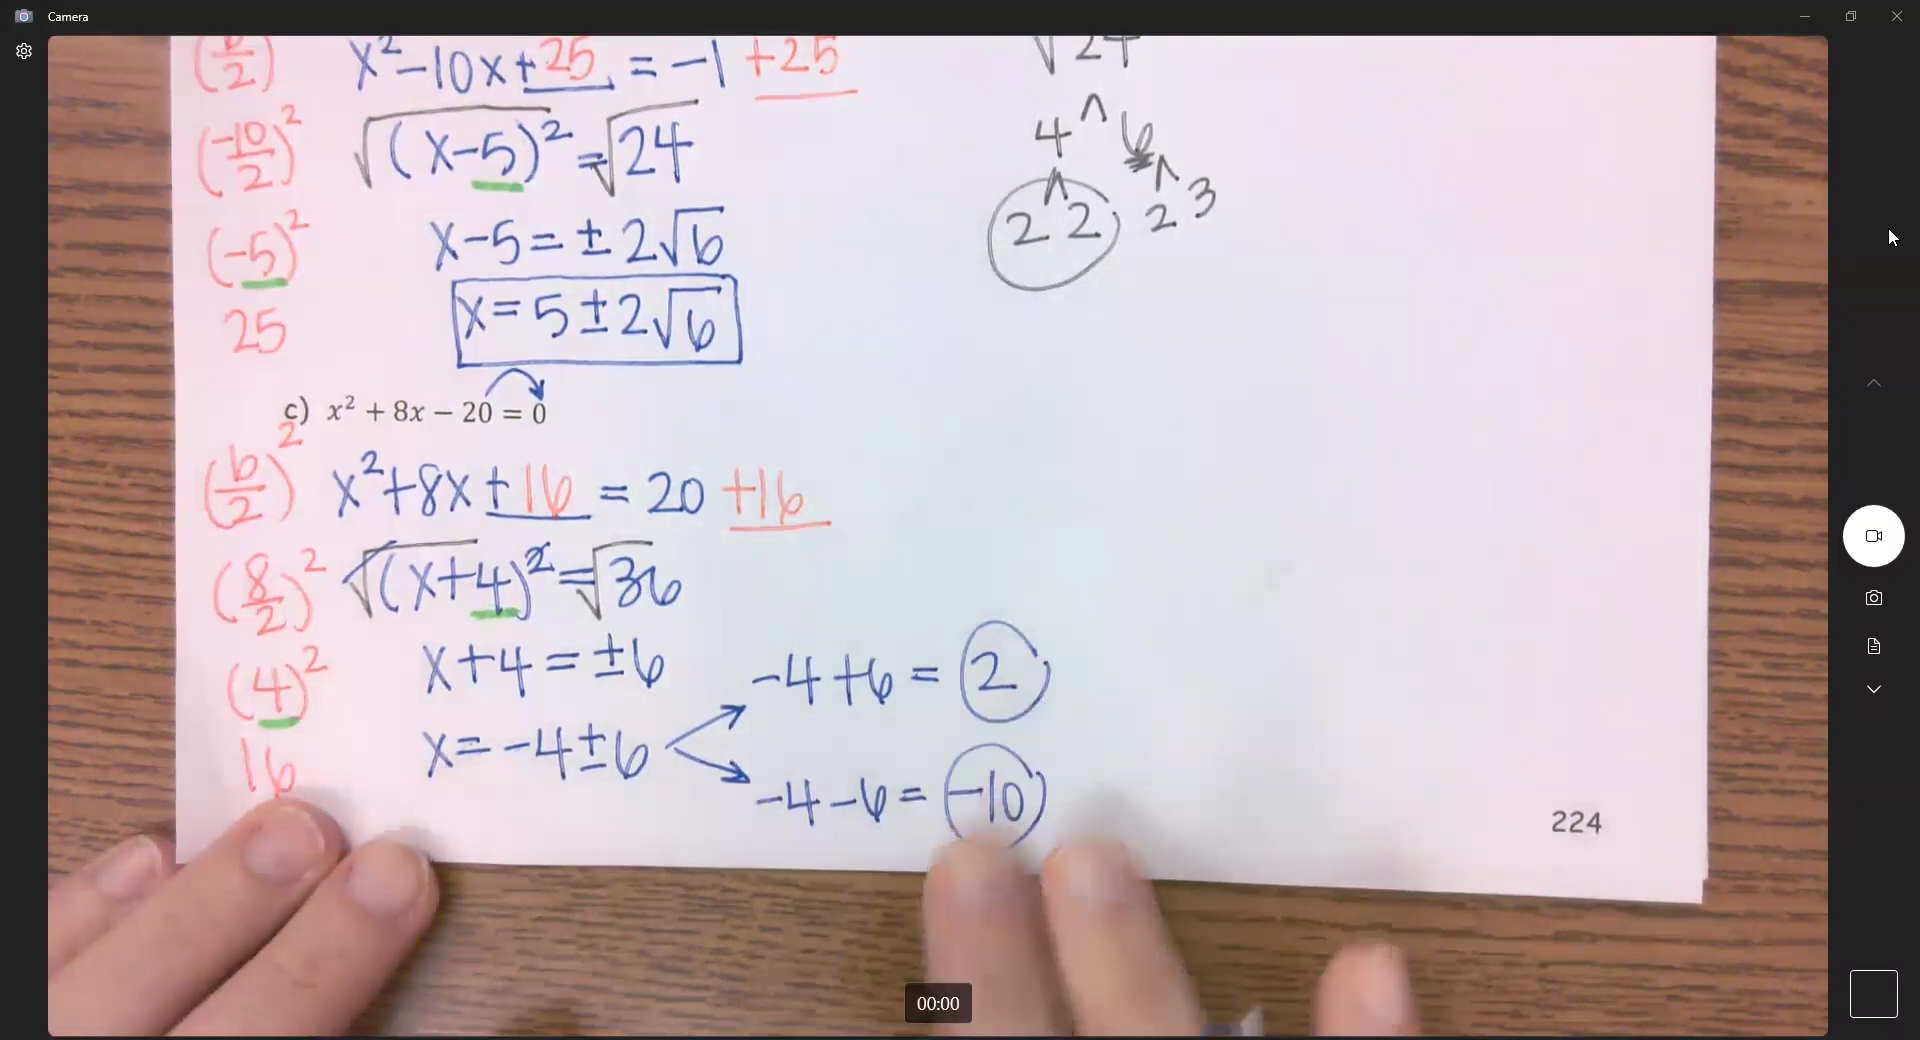 Camera
(b/2)
x²-10x+25 = -1 +25
(-10/2)²
√(x-5)² = √24
(-5)²
x-5 = ± 2√6
25
x = 5 ± 2√6
√24
4 6
2 2 2 3
c) x² + 8x - 20 = 0
(b/2)²
x²+8x+16 = 20 +16
(8/2)²
√(x+4)² = √36
(4)²
x+4 = ±6
16
x = -4±6
-4+6 = 2
-4-6 = -10
224
00:00